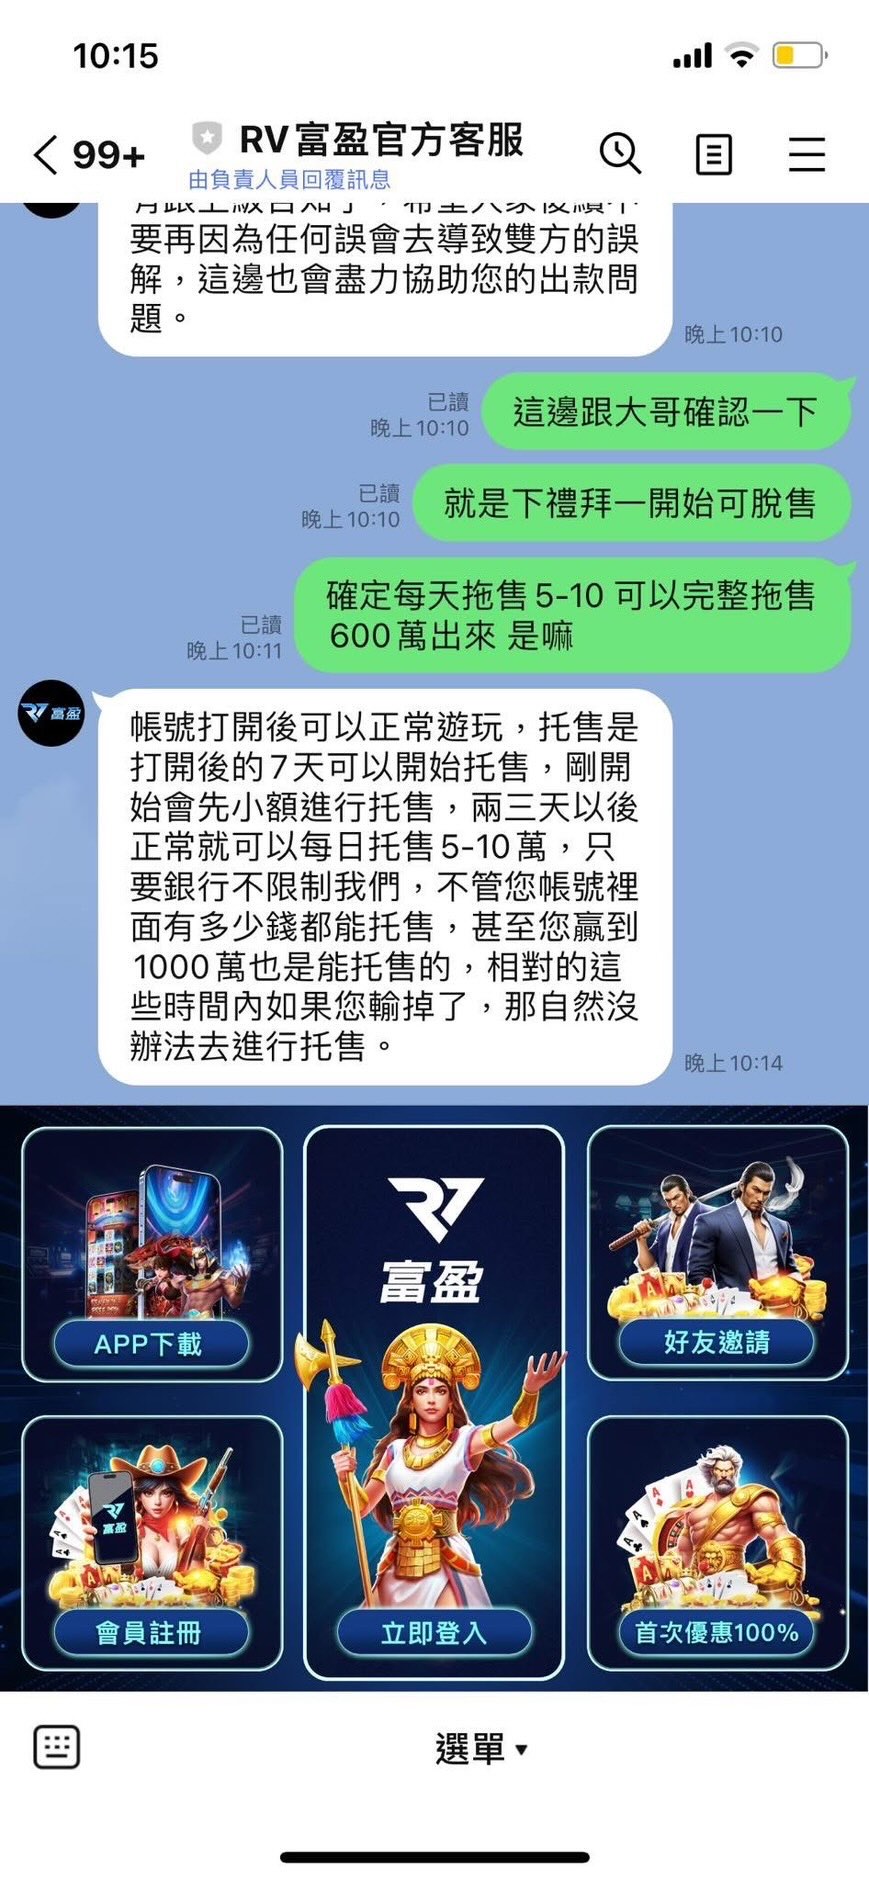 10:15
99+
RV富盈官方客服
由負責人員回覆訊息
要再因為任何誤會去導致雙方的誤
解，這邊也會盡力協助您的出款問
題。
晚上10:10
這邊跟大哥確認一下
已讀
晚上10:10
就是下禮拜一開始可脫售
已讀
晚上10:10
確定每天拖售5-10 可以完整拖售
600萬出來 是嘛
已讀
晚上10:11
富盈
帳號打開後可以正常遊玩，托售是
打開後的7天可以開始托售，剛開
始會先小額進行托售，兩三天以後
正常就可以每日托售5-10萬，只
要銀行不限制我們，不管您帳號裡
面有多少錢都能托售，甚至您贏到
1000萬也是能托售的，相對的這
些時間內如果您輸掉了，那自然沒
辦法去進行托售。
晚上10:14
富盈
APP下載
好友邀請
富盈
會員註冊
立即登入
首次優惠100%
選單▼